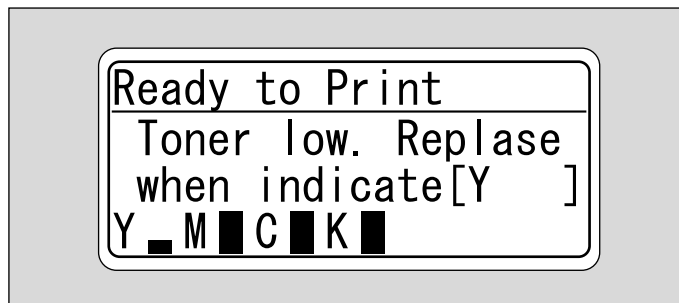 Ready to Print
Toner low. Replase
when indicate[Y   ]
Y▂M█C█K█